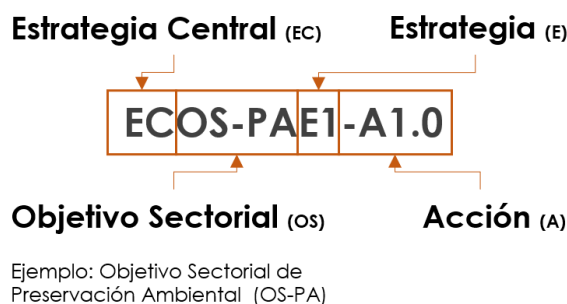 Estrategia Central (EC) Estrategia (E)
ECOS-PAE1-A1.0
Objetivo Sectorial (OS) Acción (A)
Ejemplo: Objetivo Sectorial de
Preservación Ambiental (OS-PA)